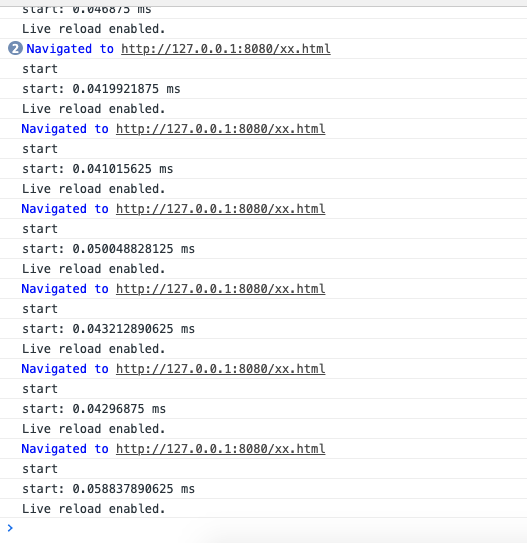 start: 0.046875 ms
Live reload enabled.
2 Navigated to http://127.0.0.1:8080/xx.html
start
start: 0.0419921875 ms
Live reload enabled.
Navigated to http://127.0.0.1:8080/xx.html
start
start: 0.041015625 ms
Live reload enabled.
Navigated to http://127.0.0.1:8080/xx.html
start
start: 0.050048828125 ms
Live reload enabled.
Navigated to http://127.0.0.1:8080/xx.html
start
start: 0.043212890625 ms
Live reload enabled.
Navigated to http://127.0.0.1:8080/xx.html
start
start: 0.04296875 ms
Live reload enabled.
Navigated to http://127.0.0.1:8080/xx.html
start
start: 0.058837890625 ms
Live reload enabled.
>